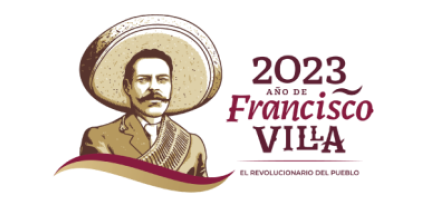 2023
AÑO DE
Francisco
VILLA
EL REVOLUCIONARIO DEL PUEBLO